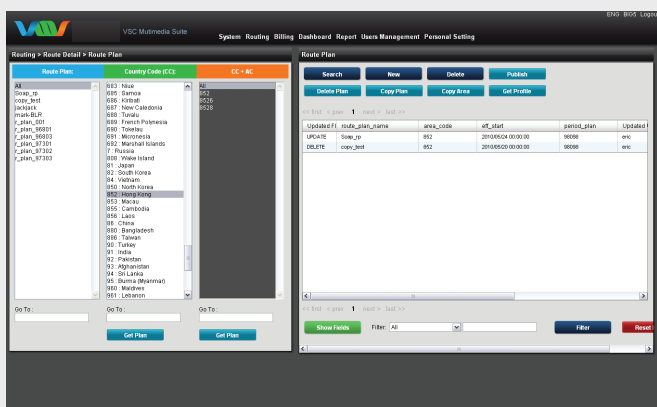 ENG BIG5 Logout
VSC Mutimedia Suite
System Routing Billing Dashboard Report Users Management Personal Setting
Routing > Route Detail > Route Plan
Route Plan:
Country Code (CC):
CC + AC
All
Soap_rp
copy_test
jackjack
mark-BLR
r_plan_001
r_plan_96801
r_plan_96803
r_plan_97301
r_plan_97302
r_plan_97303
683 : Niue
685 : Samoa
686 : Kiribati
687 : New Caledonia
688 : Tuvalu
689 : French Polynesia
690 : Tokelau
691 : Micronesia
692 : Marshall Islands
7 : Russia
808 : Wake Island
81 : Japan
82 : South Korea
84 : Vietnam
850 : North Korea
852 : Hong Kong
853 : Macau
855 : Cambodia
856 : Laos
86 : China
880 : Bangladesh
886 : Taiwan
90 : Turkey
91 : India
92 : Pakistan
93 : Afghanistan
94 : Sri Lanka
95 : Burma (Myanmar)
960 : Maldives
961 : Lebanon
All
852
8526
8528
Go To :
Go To :
Go To :
Get Plan
Get Plan
Route Plan
Search New Delete Publish
Delete Plan Copy Plan Copy Area Get Profile
<< first < prev 1 next > last >>
Updated Fl route_plan_name area_code eff_start period_plan Updated
UPDATE Soap_rp 852 2010/05/24 00:00:00 98098 eric
DELETE copy_test 852 2010/05/20 00:00:00 98098 eric
<< first < prev 1 next > last >>
Show Fields Filter: All Filter Reset